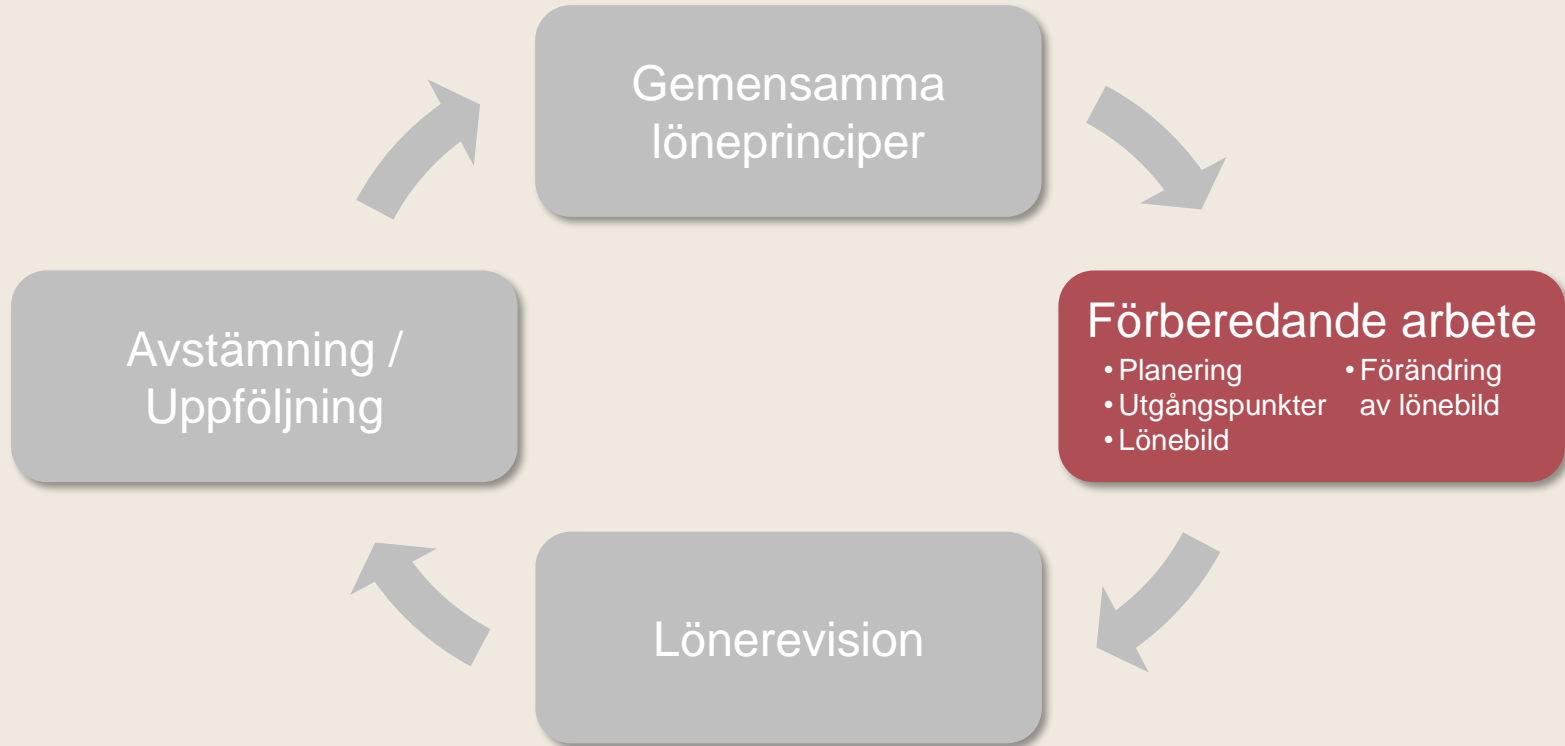 Gemensamma
löneprinciper
Förberedande arbete
• Planering
• Utgångspunkter
• Lönebild
• Förändring
av lönebild
Lönerevision
Avstämning /
Uppföljning